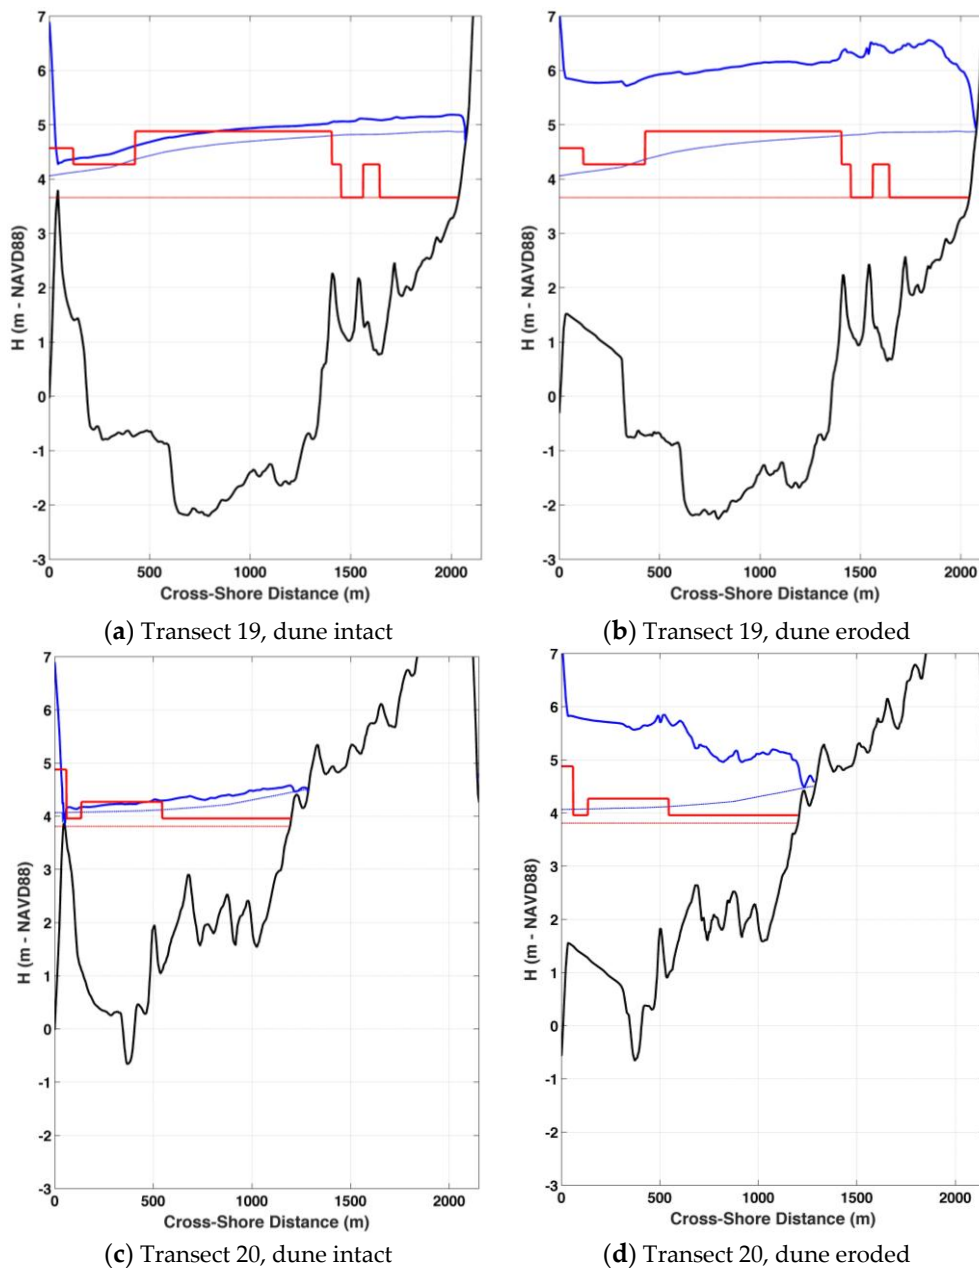 7
6
5
4
3
2
1
0
-1
-2
-3
H (m - NAVD88)
0 500 1000 1500 2000
Cross-Shore Distance (m)
(a) Transect 19, dune intact
7
6
5
4
3
2
1
0
-1
-2
-3
H (m - NAVD88)
0 500 1000 1500 2000
Cross-Shore Distance (m)
(b) Transect 19, dune eroded
7
6
5
4
3
2
1
0
-1
-2
-3
H (m - NAVD88)
0 500 1000 1500 2000
Cross-Shore Distance (m)
(c) Transect 20, dune intact
7
6
5
4
3
2
1
0
-1
-2
-3
H (m - NAVD88)
0 500 1000 1500 2000
Cross-Shore Distance (m)
(d) Transect 20, dune eroded